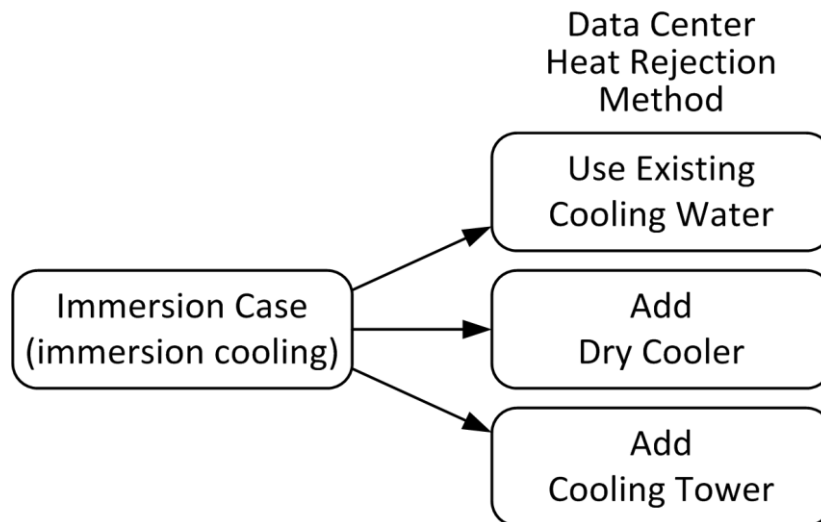 Data Center
Heat Rejection
Method
Use Existing
Cooling Water
Immersion Case
(immersion cooling)
Add
Dry Cooler
Add
Cooling Tower